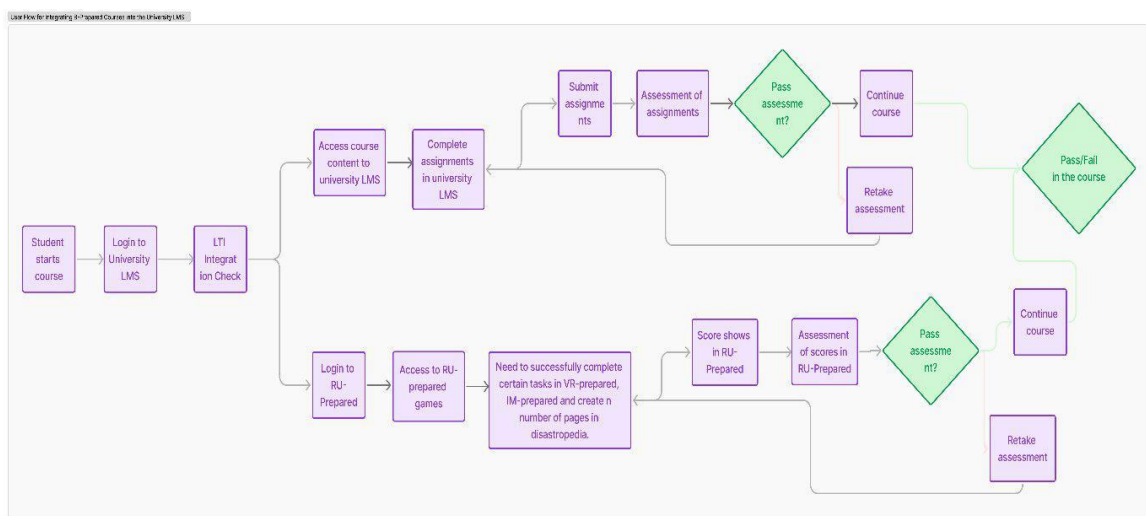 User Flow for Integrating R-Prepared Courses into the University LMS
Submit
assignme
nts
Assessment of
assignments
Pass
assessme
nt?
Continue
course
Access course
content to
university LMS
Complete
assignments
in university
LMS
Retake
assessment
Pass/Fail
in the course
Student
starts
course
Login to
University
LMS
LTI
Integrat
ion Check
Login to
RU-
Prepared
Access to RU-
prepared
games
Need to successfully complete
certain tasks in VR-prepared,
IM-prepared and create n
number of pages in
disastropedia.
Score shows
in RU-
Prepared
Assessment
of scores in
RU-Prepared
Pass
assessme
nt?
Continue
course
Retake
assessment